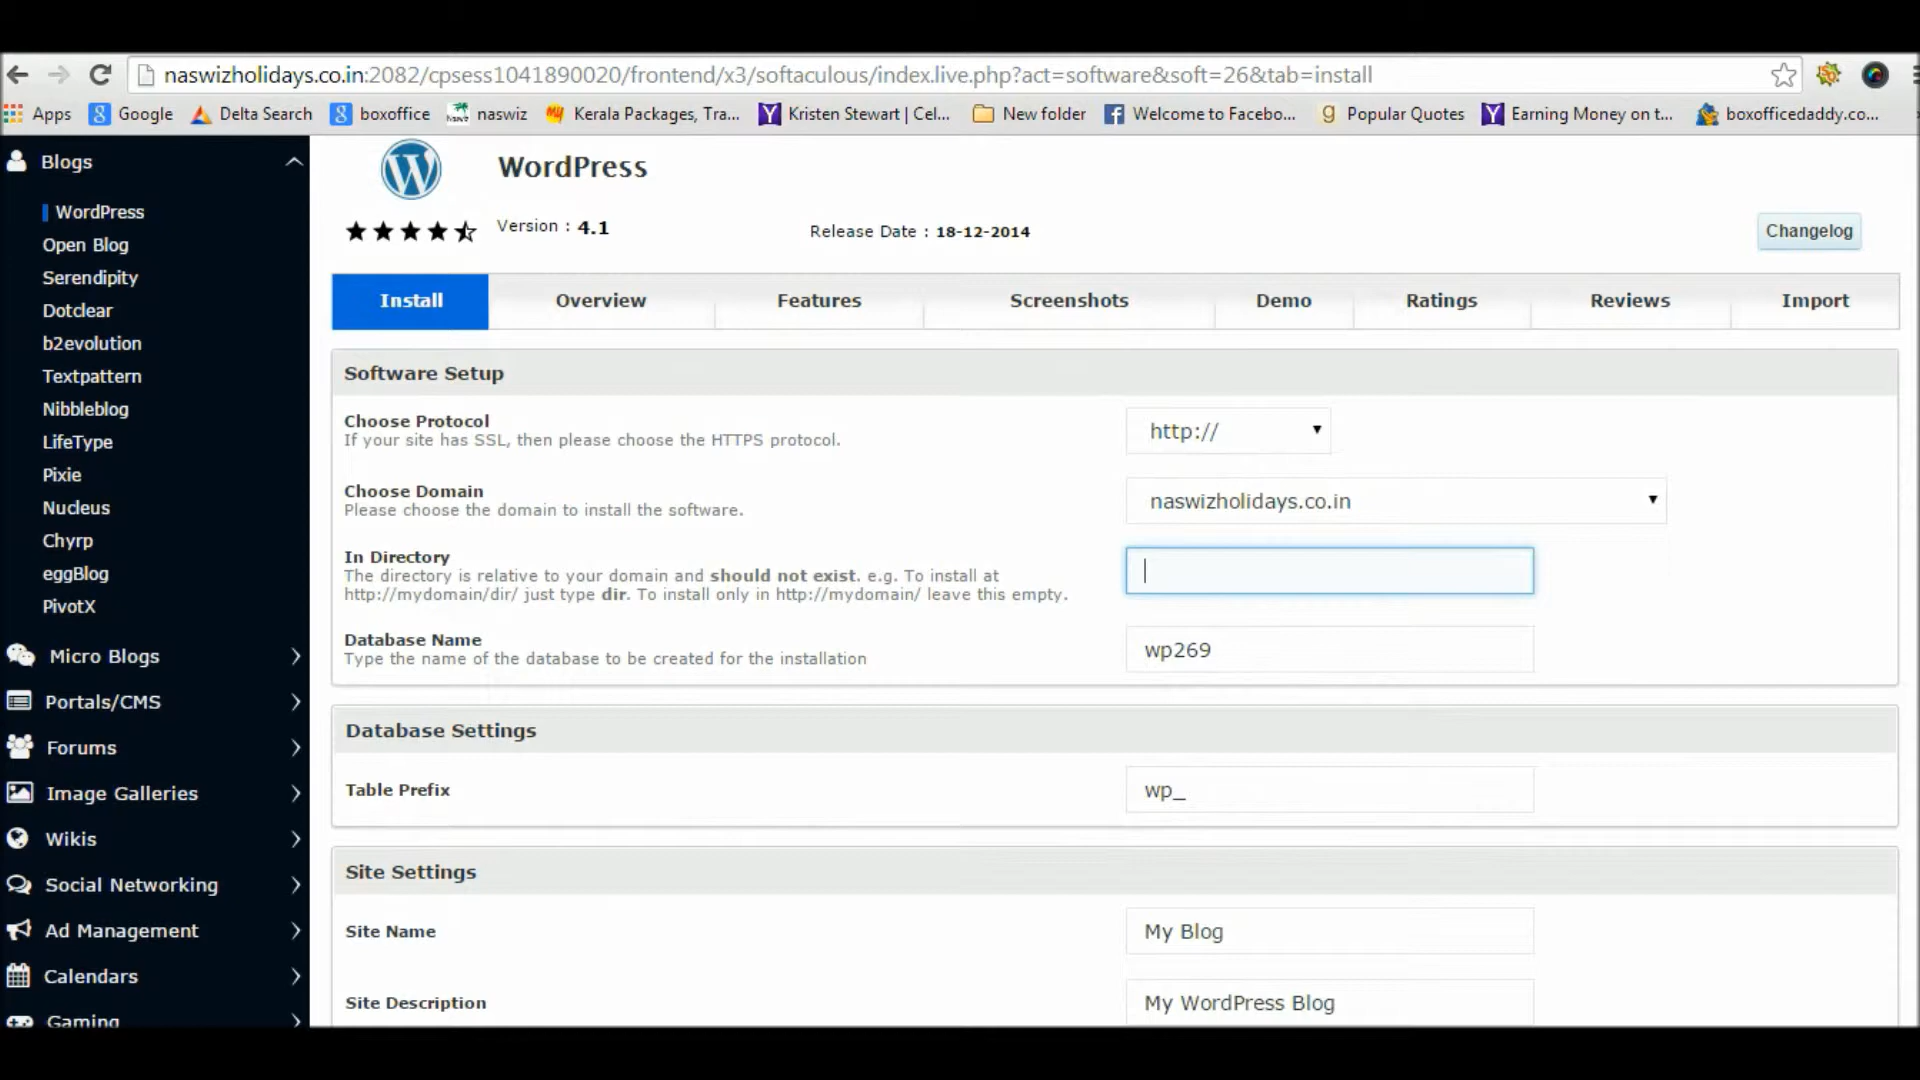 naswizholidays.co.in:2082/cpsess1041890020/frontend/x3/softaculous/index.live.php?act=software&soft=26&tab=install
Apps Google Delta Search boxoffice naswiz Kerala Packages, Tra... Kristen Stewart | Cel... New folder Welcome to Facebo... Popular Quotes Earning Money on t... boxofficedaddy.co...
Blogs
WordPress
Open Blog
Serendipity
Dotclear
b2evolution
Textpattern
Nibbleblog
LifeType
Pixie
Nucleus
Chyrp
eggBlog
PivotX
Micro Blogs
Portals/CMS
Forums
Image Galleries
Wikis
Social Networking
Ad Management
Calendars
Gaming
WordPress
Version : 4.1
Release Date : 18-12-2014
Changelog
Install Overview Features Screenshots Demo Ratings Reviews Import
Software Setup
Choose Protocol
If your site has SSL, then please choose the HTTPS protocol.
http://
Choose Domain
Please choose the domain to install the software.
naswizholidays.co.in
In Directory
The directory is relative to your domain and should not exist. e.g. To install at
http://mydomain/dir/ just type dir. To install only in http://mydomain/ leave this empty.
Database Name
Type the name of the database to be created for the installation
wp269
Database Settings
Table Prefix
wp_
Site Settings
Site Name
My Blog
Site Description
My WordPress Blog